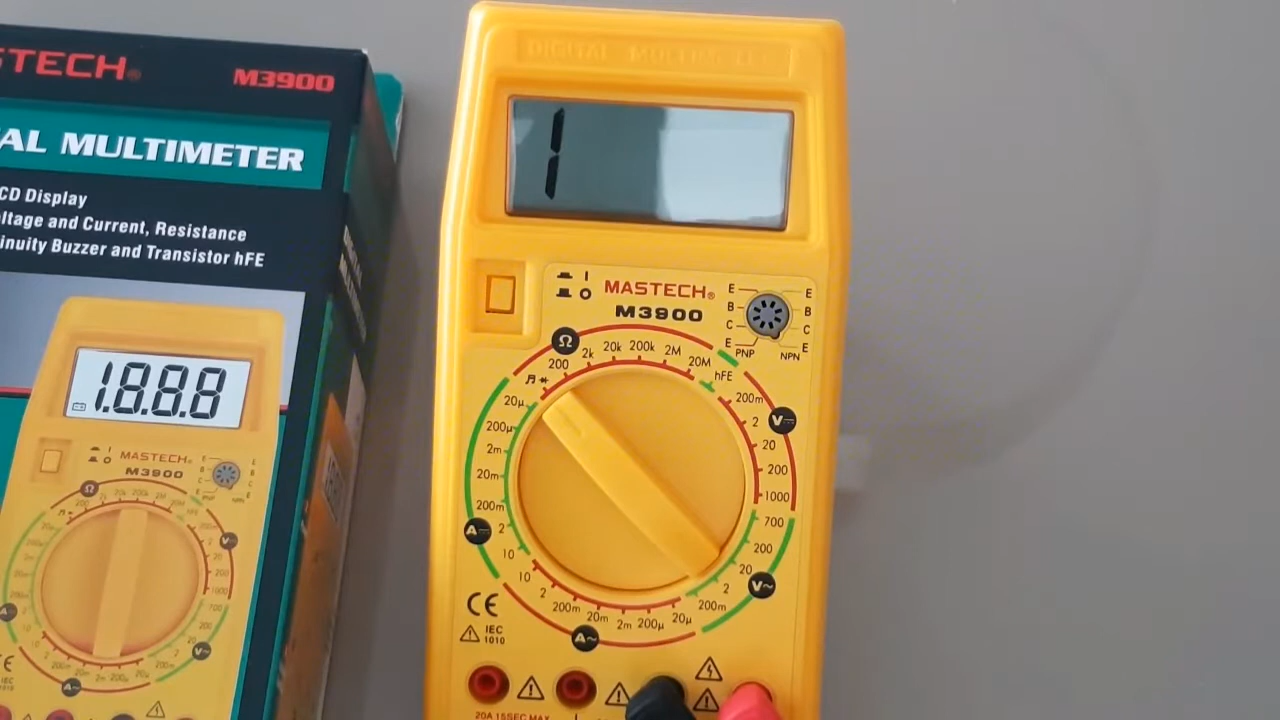 STECH®
M3900
AL MULTIMETER
CD Display
ltage and Current, Resistance
inuity Buzzer and Transistor hFE
1.8.8.8
MASTECH®
M3900
DIGITAL MULTIMETER
1
I
O
MASTECH®
M3900
E
B
C
E
PNP
E
B
C
E
NPN
Ω
200
2k
20k
200k
2M
20M
hFE
200m
2
20
200
1000
V
700
200
20
2
200m
V~
20μ
200μ
2m
20m
200m
2
10
A~
10
2
200m
20m
2m
200μ
20μ
A
CE
IEC
1010
20A 15SEC MAX